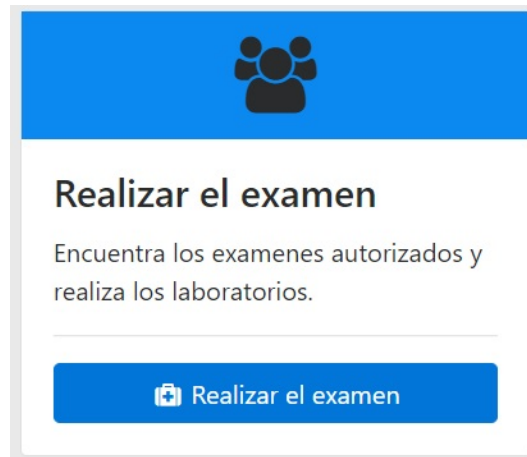 Realizar el examen
Encuentra los examenes autorizados y
realiza los laboratorios.
Realizar el examen